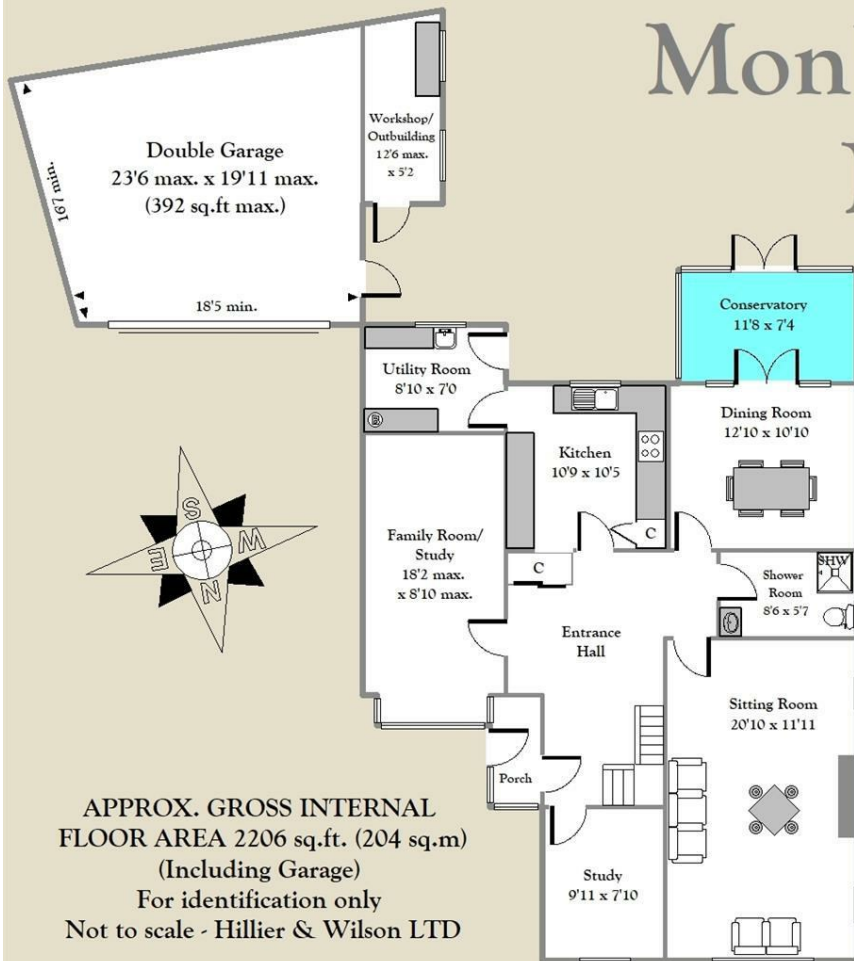 Mon
Double Garage
23'6 max. x 19'11 max.
(392 sq.ft max.)
16'7 min.
18'5 min.
Workshop/
Outbuilding
12'6 max.
x 5'2
Conservatory
11'8 x 7'4
Utility Room
8'10 x 7'0
Kitchen
10'9 x 10'5
Dining Room
12'10 x 10'10
Family Room/
Study
18'2 max.
x 8'10 max.
C
C
Shower
Room
8'6 x 5'7
SHW
Entrance
Hall
Sitting Room
20'10 x 11'11
Porch
Study
9'11 x 7'10
S
W
E
N
B
APPROX. GROSS INTERNAL
FLOOR AREA 2206 sq.ft. (204 sq.m)
(Including Garage)
For identification only
Not to scale - Hillier & Wilson LTD